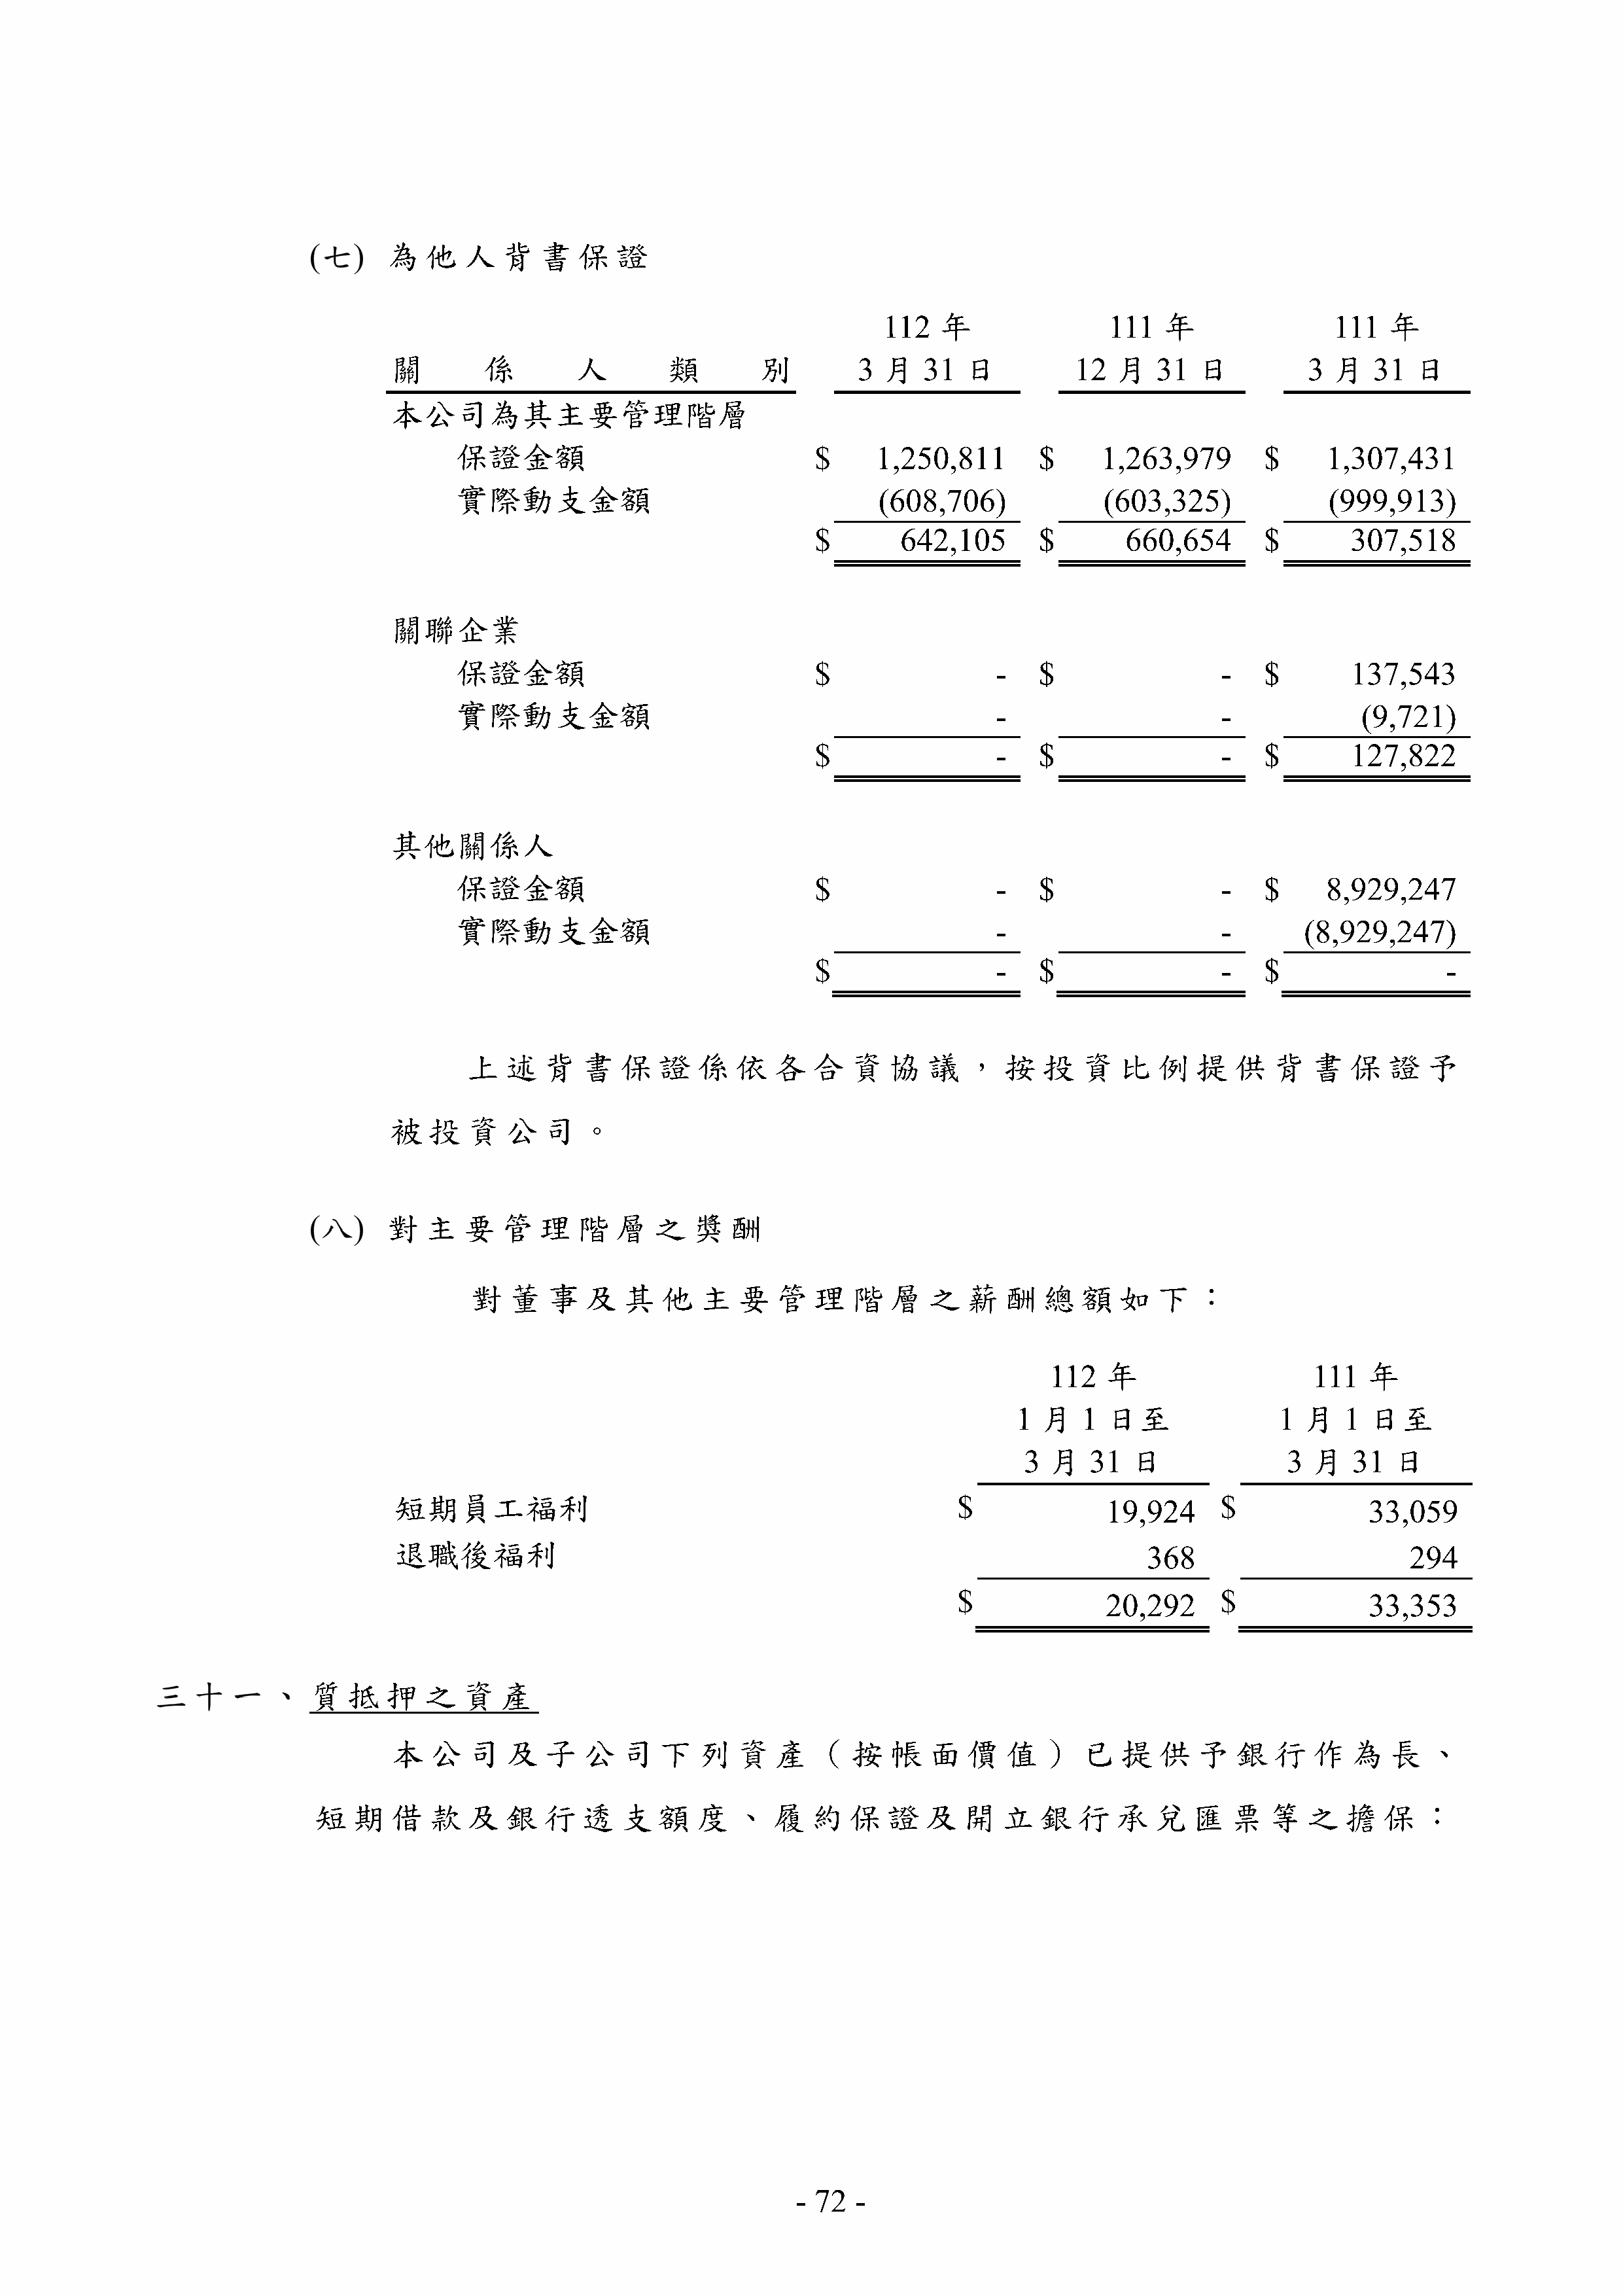 (七) 為他人背書保證
112 年 111 年 111 年
關係人類別 3 月 31 日 12 月 31 日 3 月 31 日
本公司為其主要管理階層
保證金額 $ 1,250,811 $ 1,263,979 $ 1,307,431
實際動支金額 (608,706) (603,325) (999,913)
$ 642,105 $ 660,654 $ 307,518
關聯企業
保證金額 $ - $ - $ 137,543
實際動支金額 - - (9,721)
$ - $ - $ 127,822
其他關係人
保證金額 $ - $ - $ 8,929,247
實際動支金額 - - (8,929,247)
$ - $ - $ -
上述背書保證係依各合資協議，按投資比例提供背書保證予
被投資公司。
(八) 對主要管理階層之獎酬
對董事及其他主要管理階層之薪酬總額如下：
112 年 111 年
1 月 1 日至 1 月 1 日至
3 月 31 日 3 月 31 日
短期員工福利 $ 19,924 $ 33,059
退職後福利 368 294
$ 20,292 $ 33,353
三十一、質抵押之資產
本公司及子公司下列資產（按帳面價值）已提供予銀行作為長、
短期借款及銀行透支額度、履約保證及開立銀行承兌匯票等之擔保：
- 72 -